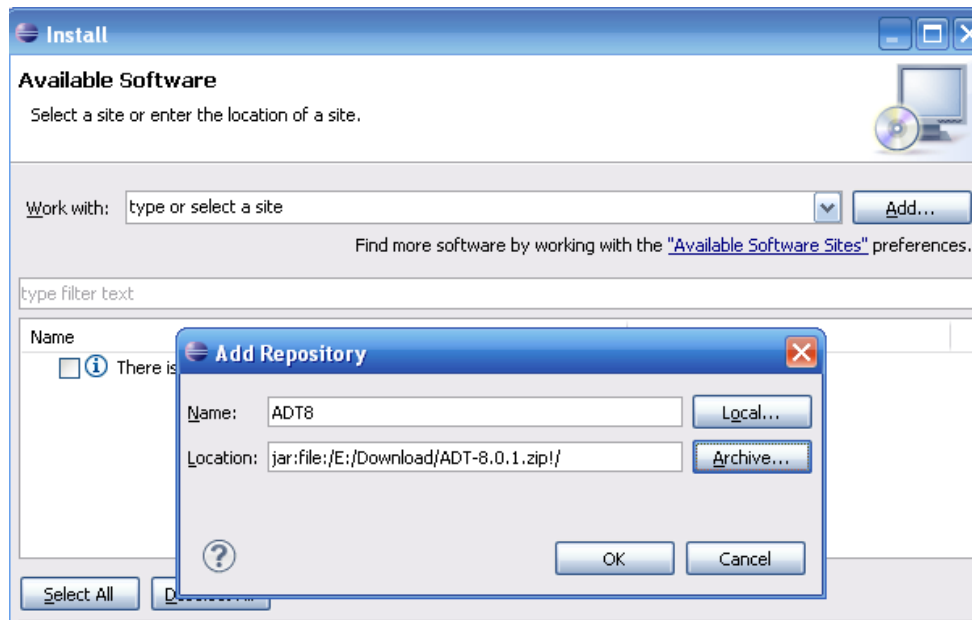 Install
Available Software
Select a site or enter the location of a site.
Work with: type or select a site Add...
Find more software by working with the "Available Software Sites" preferences.
type filter text
Name
There is
Add Repository
Name: ADT8 Local...
Location: jar:file:/E:/Download/ADT-8.0.1.zip!/ Archive...
OK Cancel
Select All